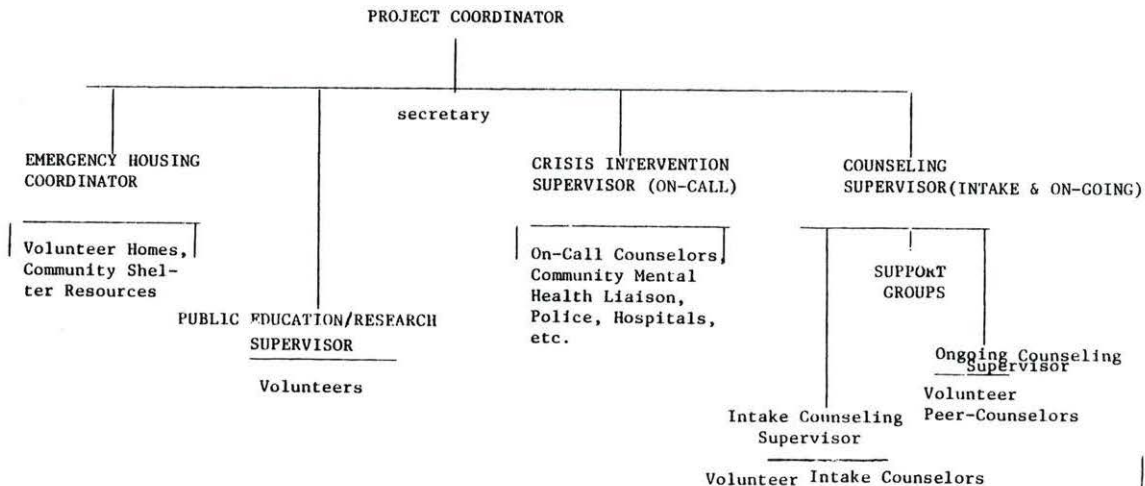 PROJECT COORDINATOR
secretary
EMERGENCY HOUSING
COORDINATOR
Volunteer Homes,
Community Shel-
ter Resources
PUBLIC EDUCATION/RESEARCH
SUPERVISOR
Volunteers
CRISIS INTERVENTION
SUPERVISOR (ON-CALL)
On-Call Counselors,
Community Mental
Health Liaison,
Police, Hospitals,
etc.
COUNSELING
SUPERVISOR(INTAKE & ON-GOING)
SUPPORT
GROUPS
Intake Counseling
Supervisor
Volunteer Intake Counselors
Ongoing Counseling
Supervisor
Volunteer
Peer-Counselors